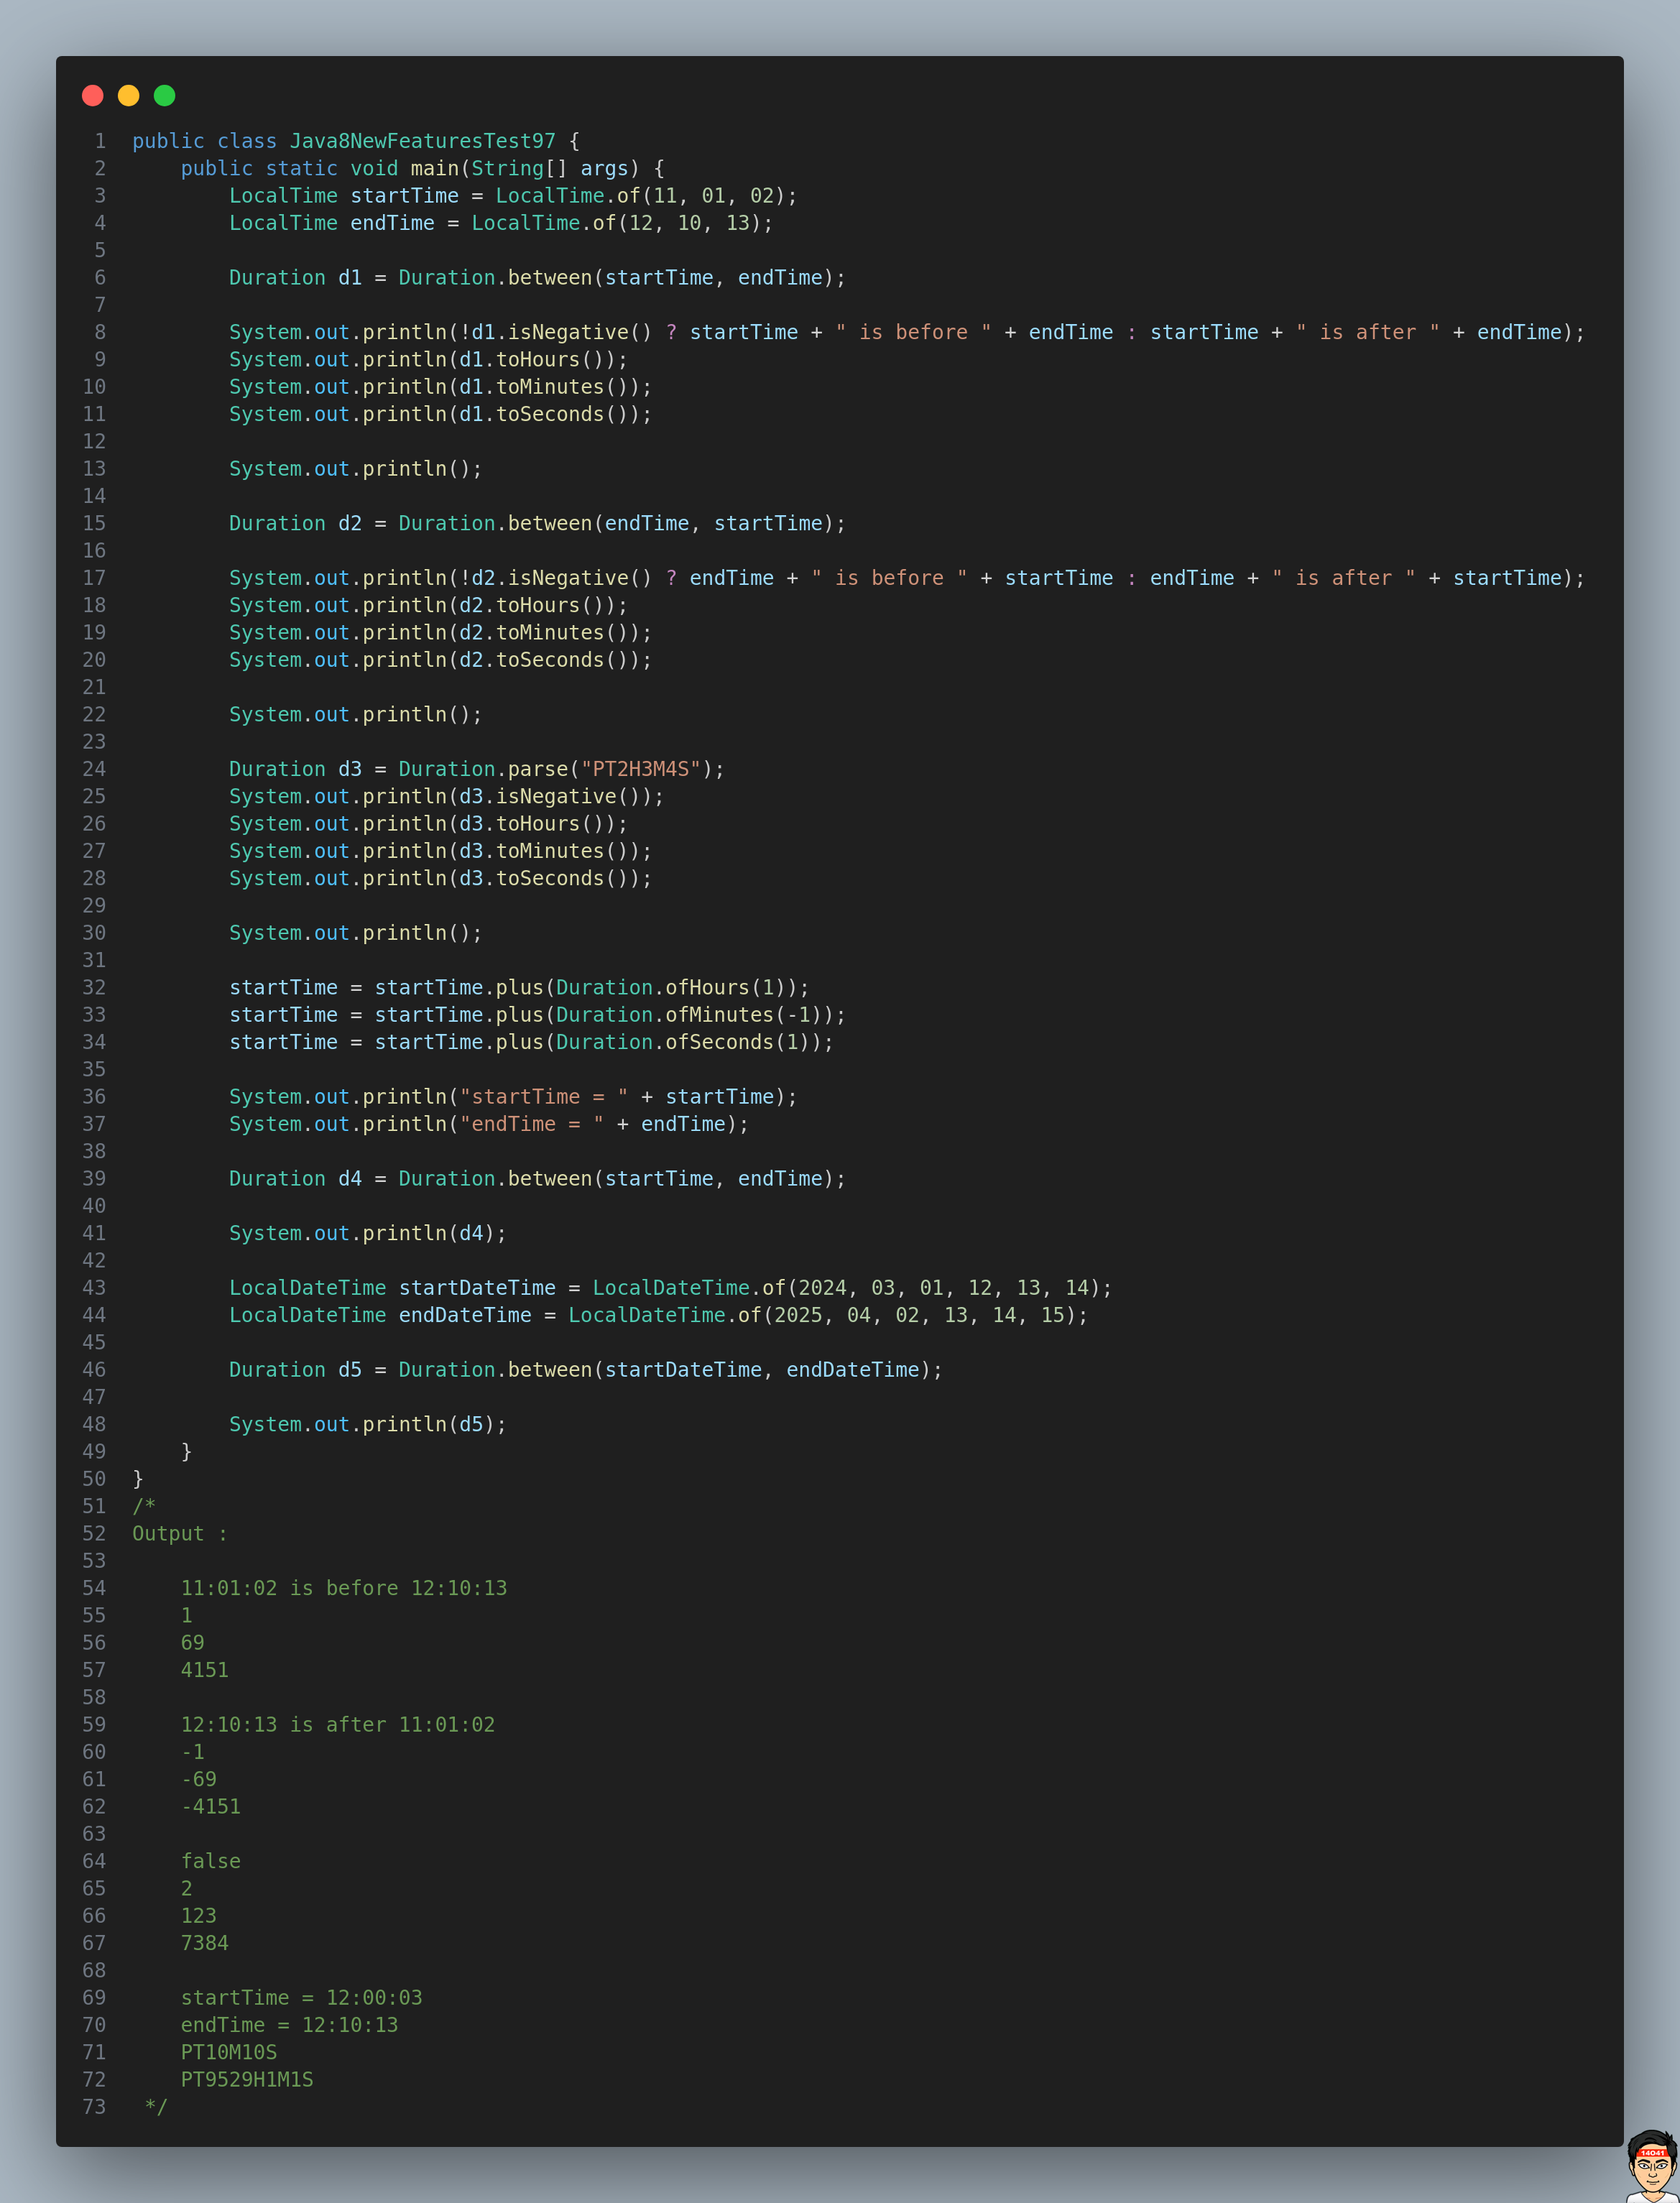 1 public class Java8NewFeaturesTest97 {
2     public static void main(String[] args) {
3         LocalTime startTime = LocalTime.of(11, 01, 02);
4         LocalTime endTime = LocalTime.of(12, 10, 13);
5
6         Duration d1 = Duration.between(startTime, endTime);
7
8         System.out.println(!d1.isNegative() ? startTime + " is before " + endTime : startTime + " is after " + endTime);
9         System.out.println(d1.toHours());
10         System.out.println(d1.toMinutes());
11         System.out.println(d1.toSeconds());
12
13         System.out.println();
14
15         Duration d2 = Duration.between(endTime, startTime);
16
17         System.out.println(!d2.isNegative() ? endTime + " is before " + startTime : endTime + " is after " + startTime);
18         System.out.println(d2.toHours());
19         System.out.println(d2.toMinutes());
20         System.out.println(d2.toSeconds());
21
22         System.out.println();
23
24         Duration d3 = Duration.parse("PT2H3M4S");
25         System.out.println(d3.isNegative());
26         System.out.println(d3.toHours());
27         System.out.println(d3.toMinutes());
28         System.out.println(d3.toSeconds());
29
30         System.out.println();
31
32         startTime = startTime.plus(Duration.ofHours(1));
33         startTime = startTime.plus(Duration.ofMinutes(-1));
34         startTime = startTime.plus(Duration.ofSeconds(1));
35
36         System.out.println("startTime = " + startTime);
37         System.out.println("endTime = " + endTime);
38
39         Duration d4 = Duration.between(startTime, endTime);
40
41         System.out.println(d4);
42
43         LocalDateTime startDateTime = LocalDateTime.of(2024, 03, 01, 12, 13, 14);
44         LocalDateTime endDateTime = LocalDateTime.of(2025, 04, 02, 13, 14, 15);
45
46         Duration d5 = Duration.between(startDateTime, endDateTime);
47
48         System.out.println(d5);
49     }
50 }
51 /*
52 Output :
53
54     11:01:02 is before 12:10:13
55     1
56     69
57     4151
58
59     12:10:13 is after 11:01:02
60     -1
61     -69
62     -4151
63
64     false
65     2
66     123
67     7384
68
69     startTime = 12:00:03
70     endTime = 12:10:13
71     PT10M10S
72     PT9529H1M1S
73  */
14041